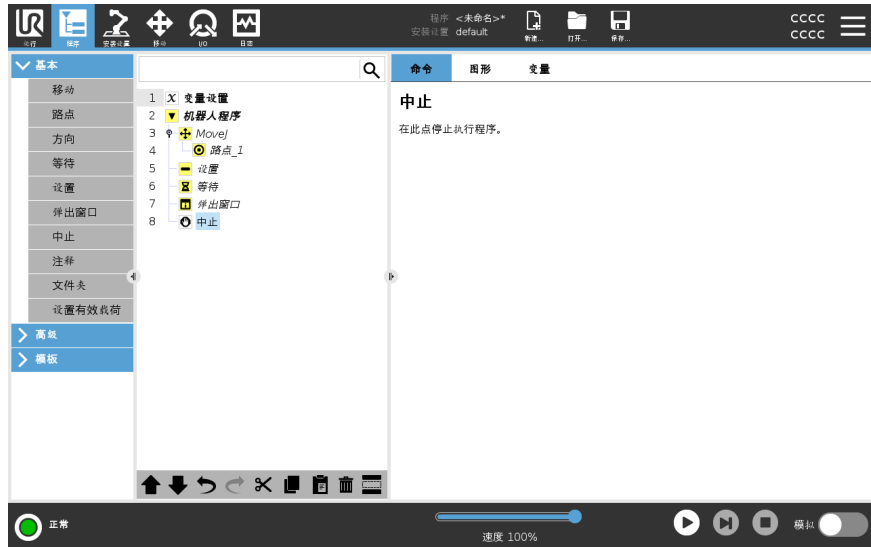 程序 <未命名>*
安装设置 default
新建...
打开...
保存...
cccc
cccc
运行
程序
安装设置
移动
I/O
日志
基本
移动
路点
方向
等待
设置
弹出窗口
中止
注释
文件夹
设置有效载荷
高级
模板
1 X 变量设置
2 机器人程序
3 MoveJ
4 路点_1
5 设置
6 等待
7 弹出窗口
8 中止
命令
图形
变量
中止
在此点停止执行程序。
正常
速度 100%
模拟